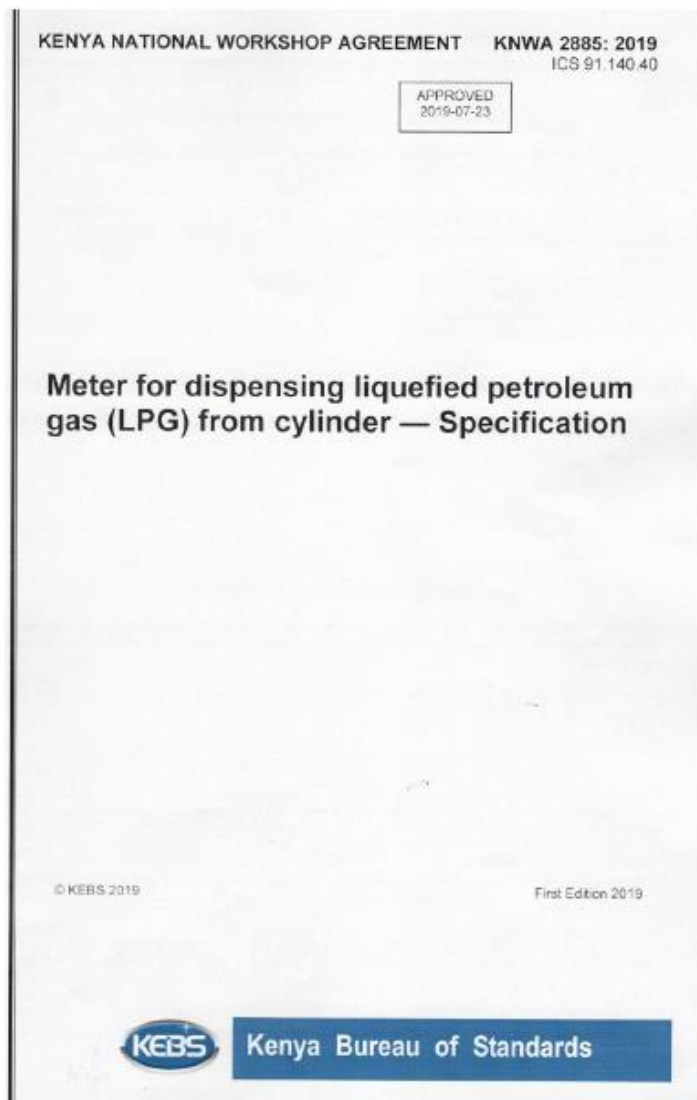 KENYA NATIONAL WORKSHOP AGREEMENT KNWA 2885: 2019
ICS 91.140.40
APPROVED
2019-07-23
Meter for dispensing liquefied petroleum
gas (LPG) from cylinder — Specification
© KEBS 2019 First Edition 2019
KEBS Kenya Bureau of Standards